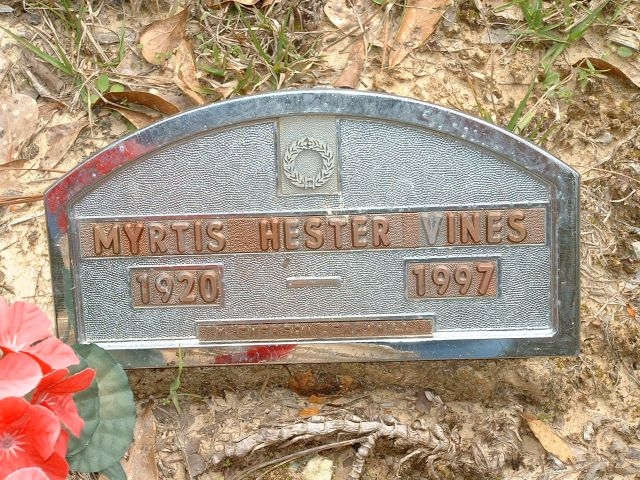 MYRTIS HESTER VINES
1920 — 1997